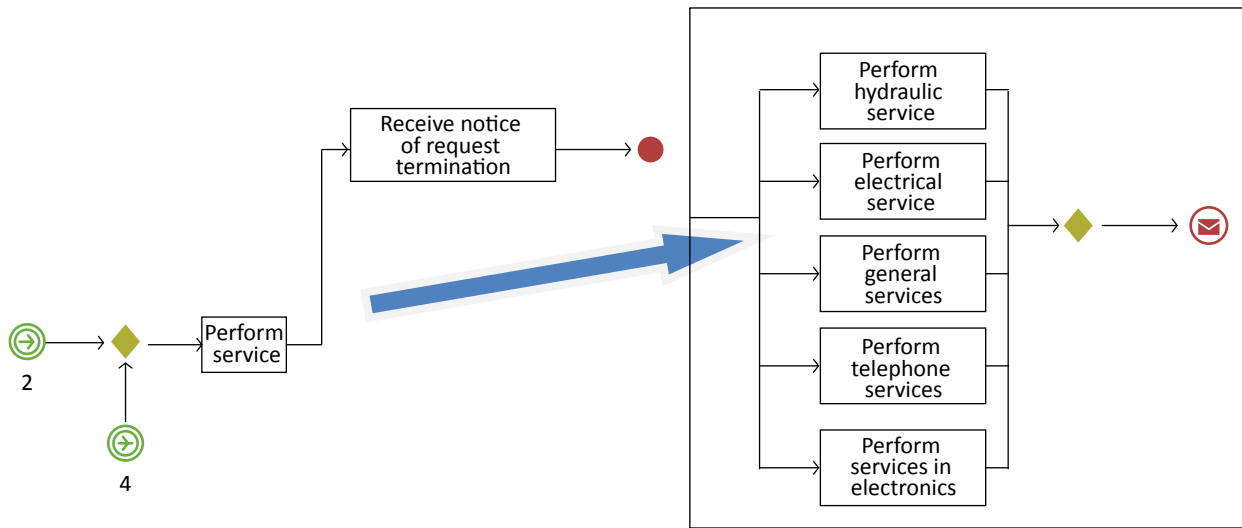 2
4
Perform
service
Receive notice
of request
termination
Perform
hydraulic
service
Perform
electrical
service
Perform
general
services
Perform
telephone
services
Perform
services in
electronics